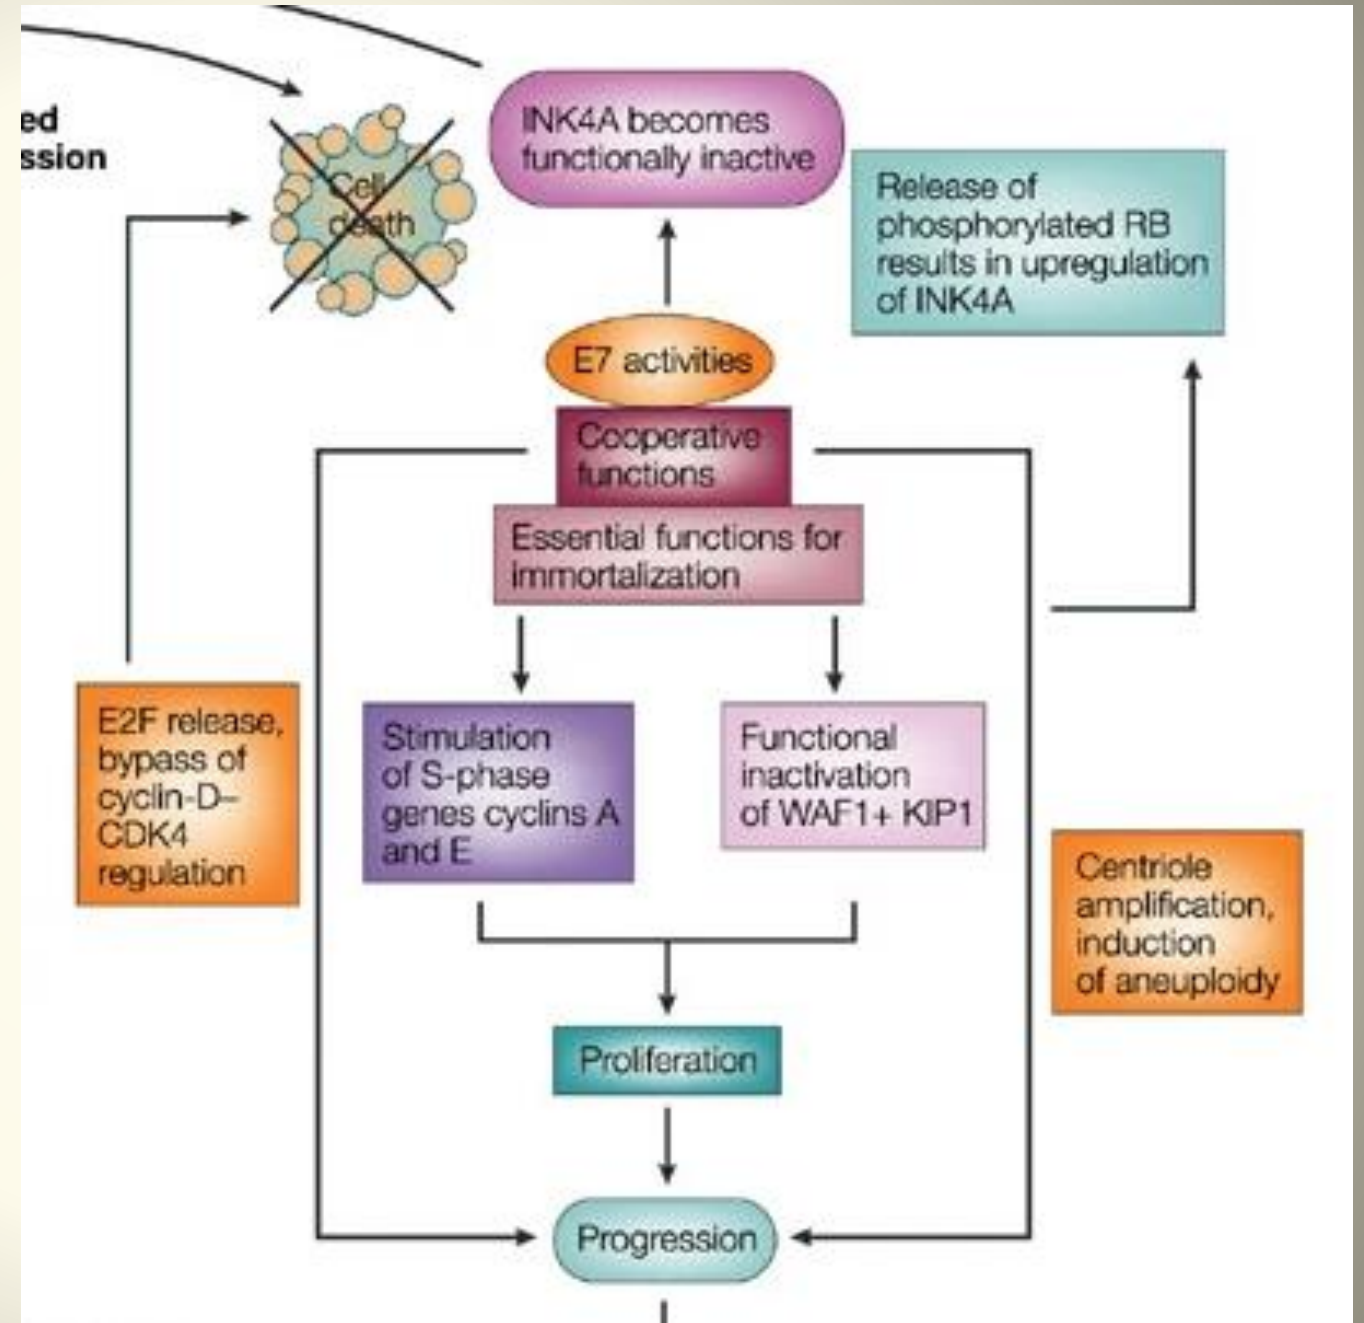 ed
ssion
Cell
death
INK4A becomes
functionally inactive
Release of
phosphorylated RB
results in upregulation
of INK4A
E7 activities
Cooperative
functions
Essential functions for
immortalization
E2F release,
bypass of
cyclin-D–
CDK4
regulation
Stimulation
of S-phase
genes cyclins A
and E
Functional
inactivation
of WAF1+ KIP1
Centriole
amplification,
induction
of aneuploidy
Proliferation
Progression